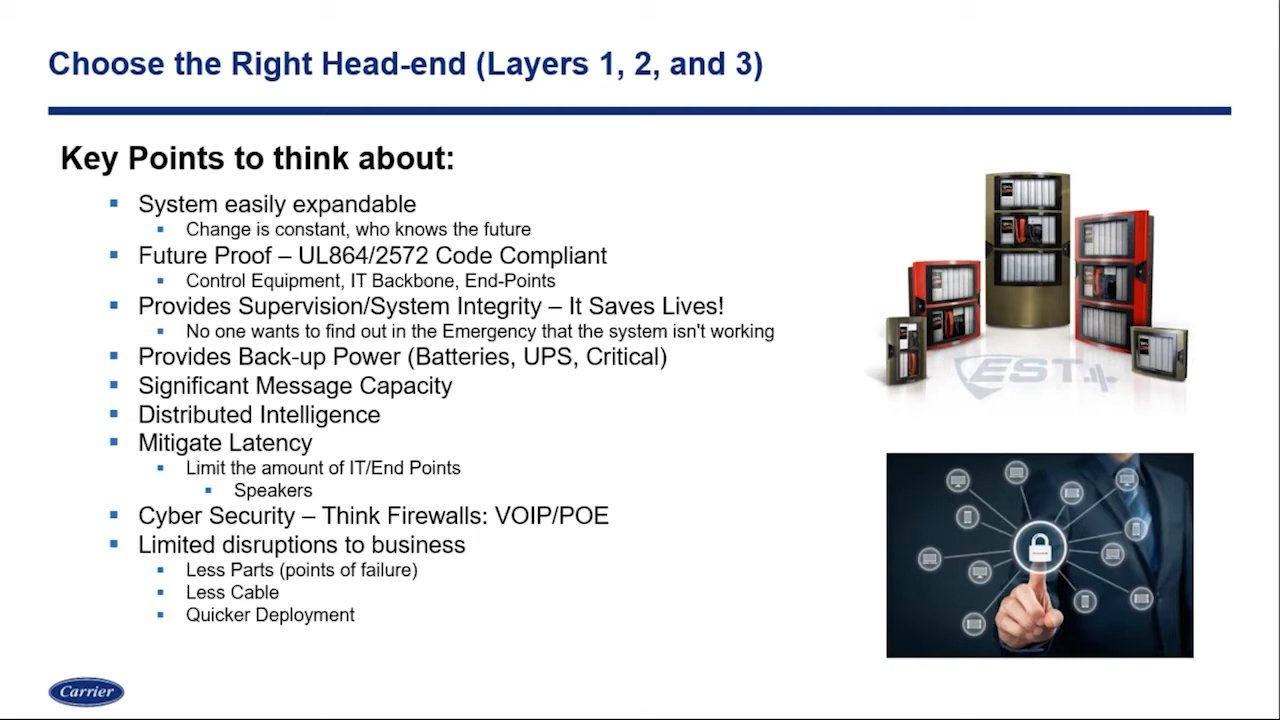 Choose the Right Head-end (Layers 1, 2, and 3)
Key Points to think about:
System easily expandable
Change is constant, who knows the future
Future Proof – UL864/2572 Code Compliant
Control Equipment, IT Backbone, End-Points
Provides Supervision/System Integrity – It Saves Lives!
No one wants to find out in the Emergency that the system isn't working
Provides Back-up Power (Batteries, UPS, Critical)
Significant Message Capacity
Distributed Intelligence
Mitigate Latency
Limit the amount of IT/End Points
Speakers
Cyber Security – Think Firewalls: VOIP/POE
Limited disruptions to business
Less Parts (points of failure)
Less Cable
Quicker Deployment
EST4
Carrier